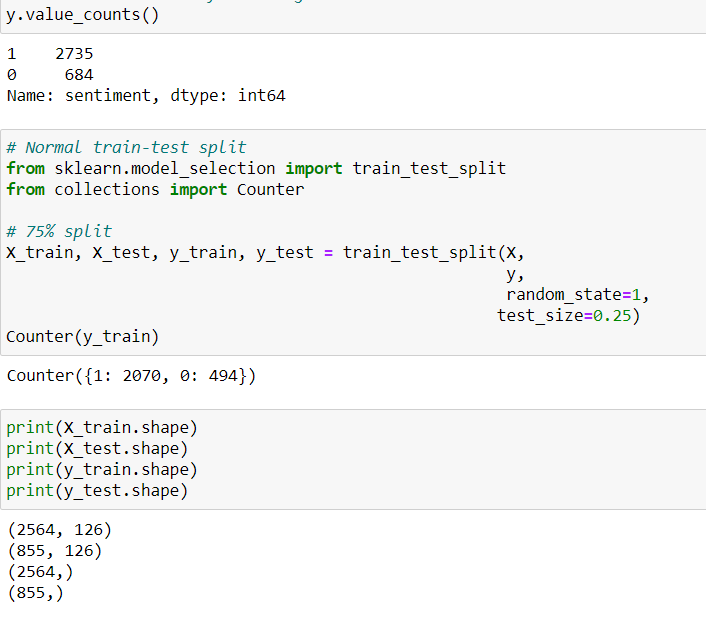 y.value_counts()
1    2735
0     684
Name: sentiment, dtype: int64
# Normal train-test split
from sklearn.model_selection import train_test_split
from collections import Counter
# 75% split
X_train, X_test, y_train, y_test = train_test_split(X,
                                                    y,
                                                    random_state=1,
                                                   test_size=0.25)
Counter(y_train)
Counter({1: 2070, 0: 494})
print(X_train.shape)
print(X_test.shape)
print(y_train.shape)
print(y_test.shape)
(2564, 126)
(855, 126)
(2564,)
(855,)